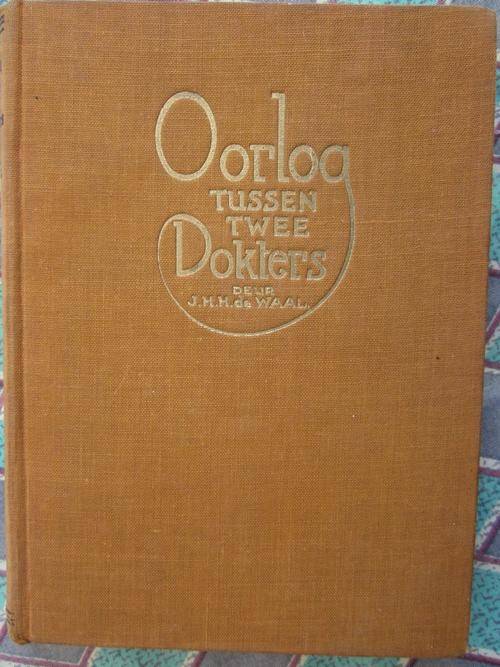 Oorlog
TUSSEN
TWEE
Dokters
DEUR
J.H.H. de WAAL.